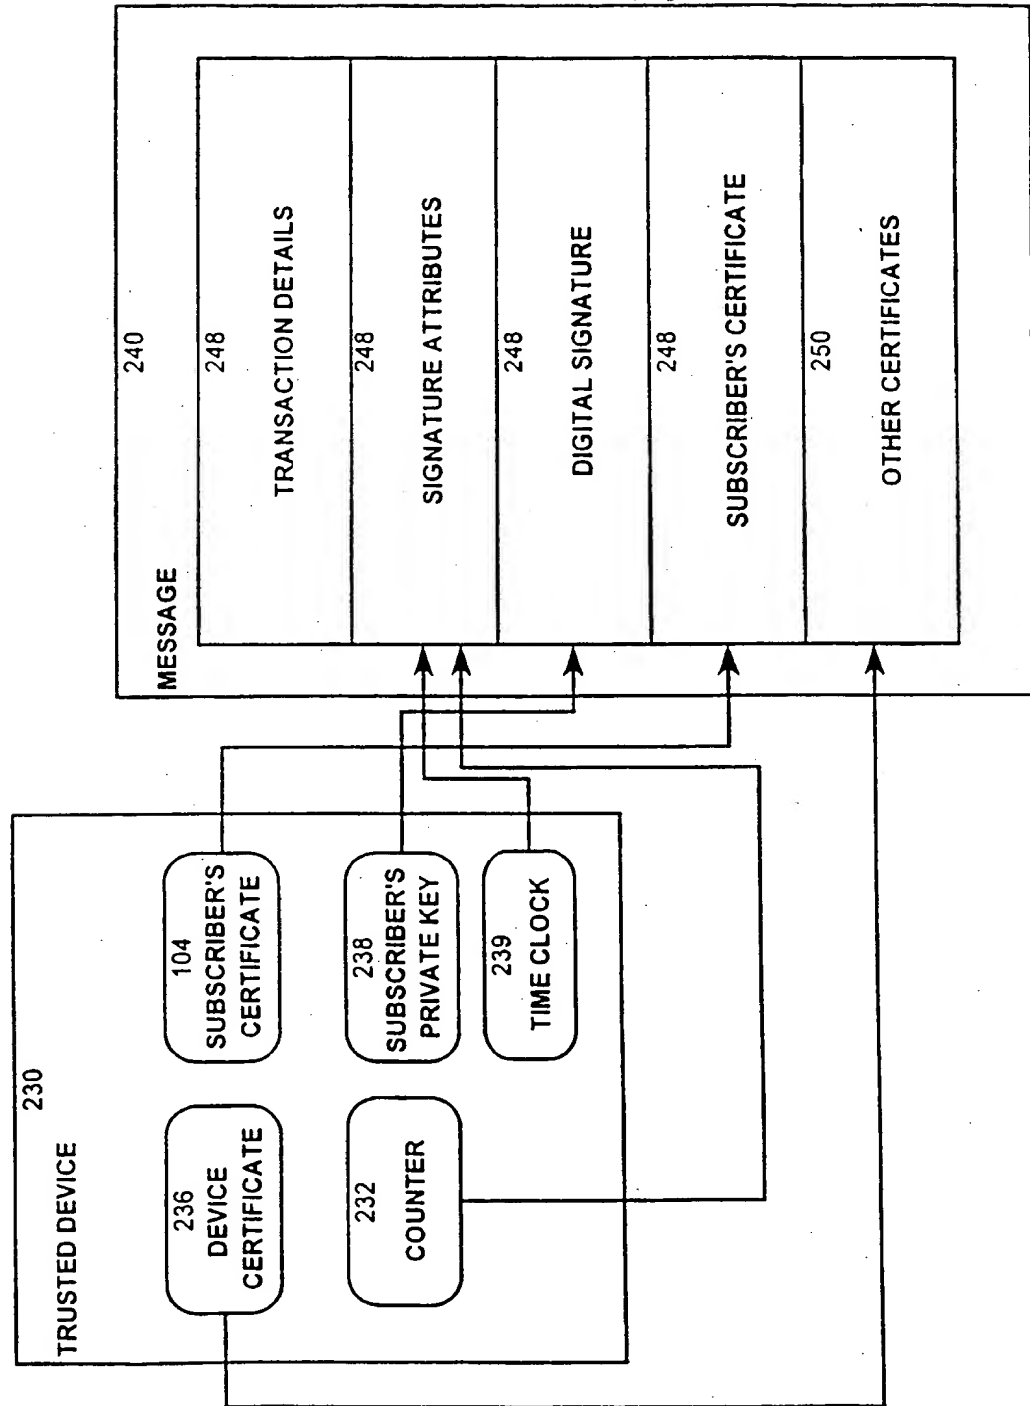 TRUSTED DEVICE
230
236
DEVICE
CERTIFICATE
104
SUBSCRIBER'S
CERTIFICATE
232
COUNTER
238
SUBSCRIBER'S
PRIVATE KEY
239
TIME CLOCK
MESSAGE
240
248
TRANSACTION DETAILS
248
SIGNATURE ATTRIBUTES
248
DIGITAL SIGNATURE
248
SUBSCRIBER'S CERTIFICATE
250
OTHER CERTIFICATES